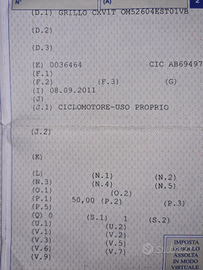 N°
(A)
2
(D.1) GRILLO CXV1T OM52604EST01VB
(D.2)
(D.3)
(E) 0036464 CIC AB69497
(F.1)
(F.2) (F.3) (G)
(I) 08.09.2011
(J)
(J.1) CICLOMOTORE-USO PROPRIO
(J.2)
(K)
(L) (N.1) (N.2)
(N.3) (N.4) (N.5)
(O.1) (O.2)
(P.1) 50,00 (P.2) (P.3)
(P.5)
(Q) 0 (S.1) 1 (S.2)
(U.1) (U.2)
(V.1) (V.2)
(V.3) (V.5)
(V.6) (V.7)
(V.9)
IMPOSTA
DI BOLLO
ASSOLTA
IN MODO
VIRTUALE